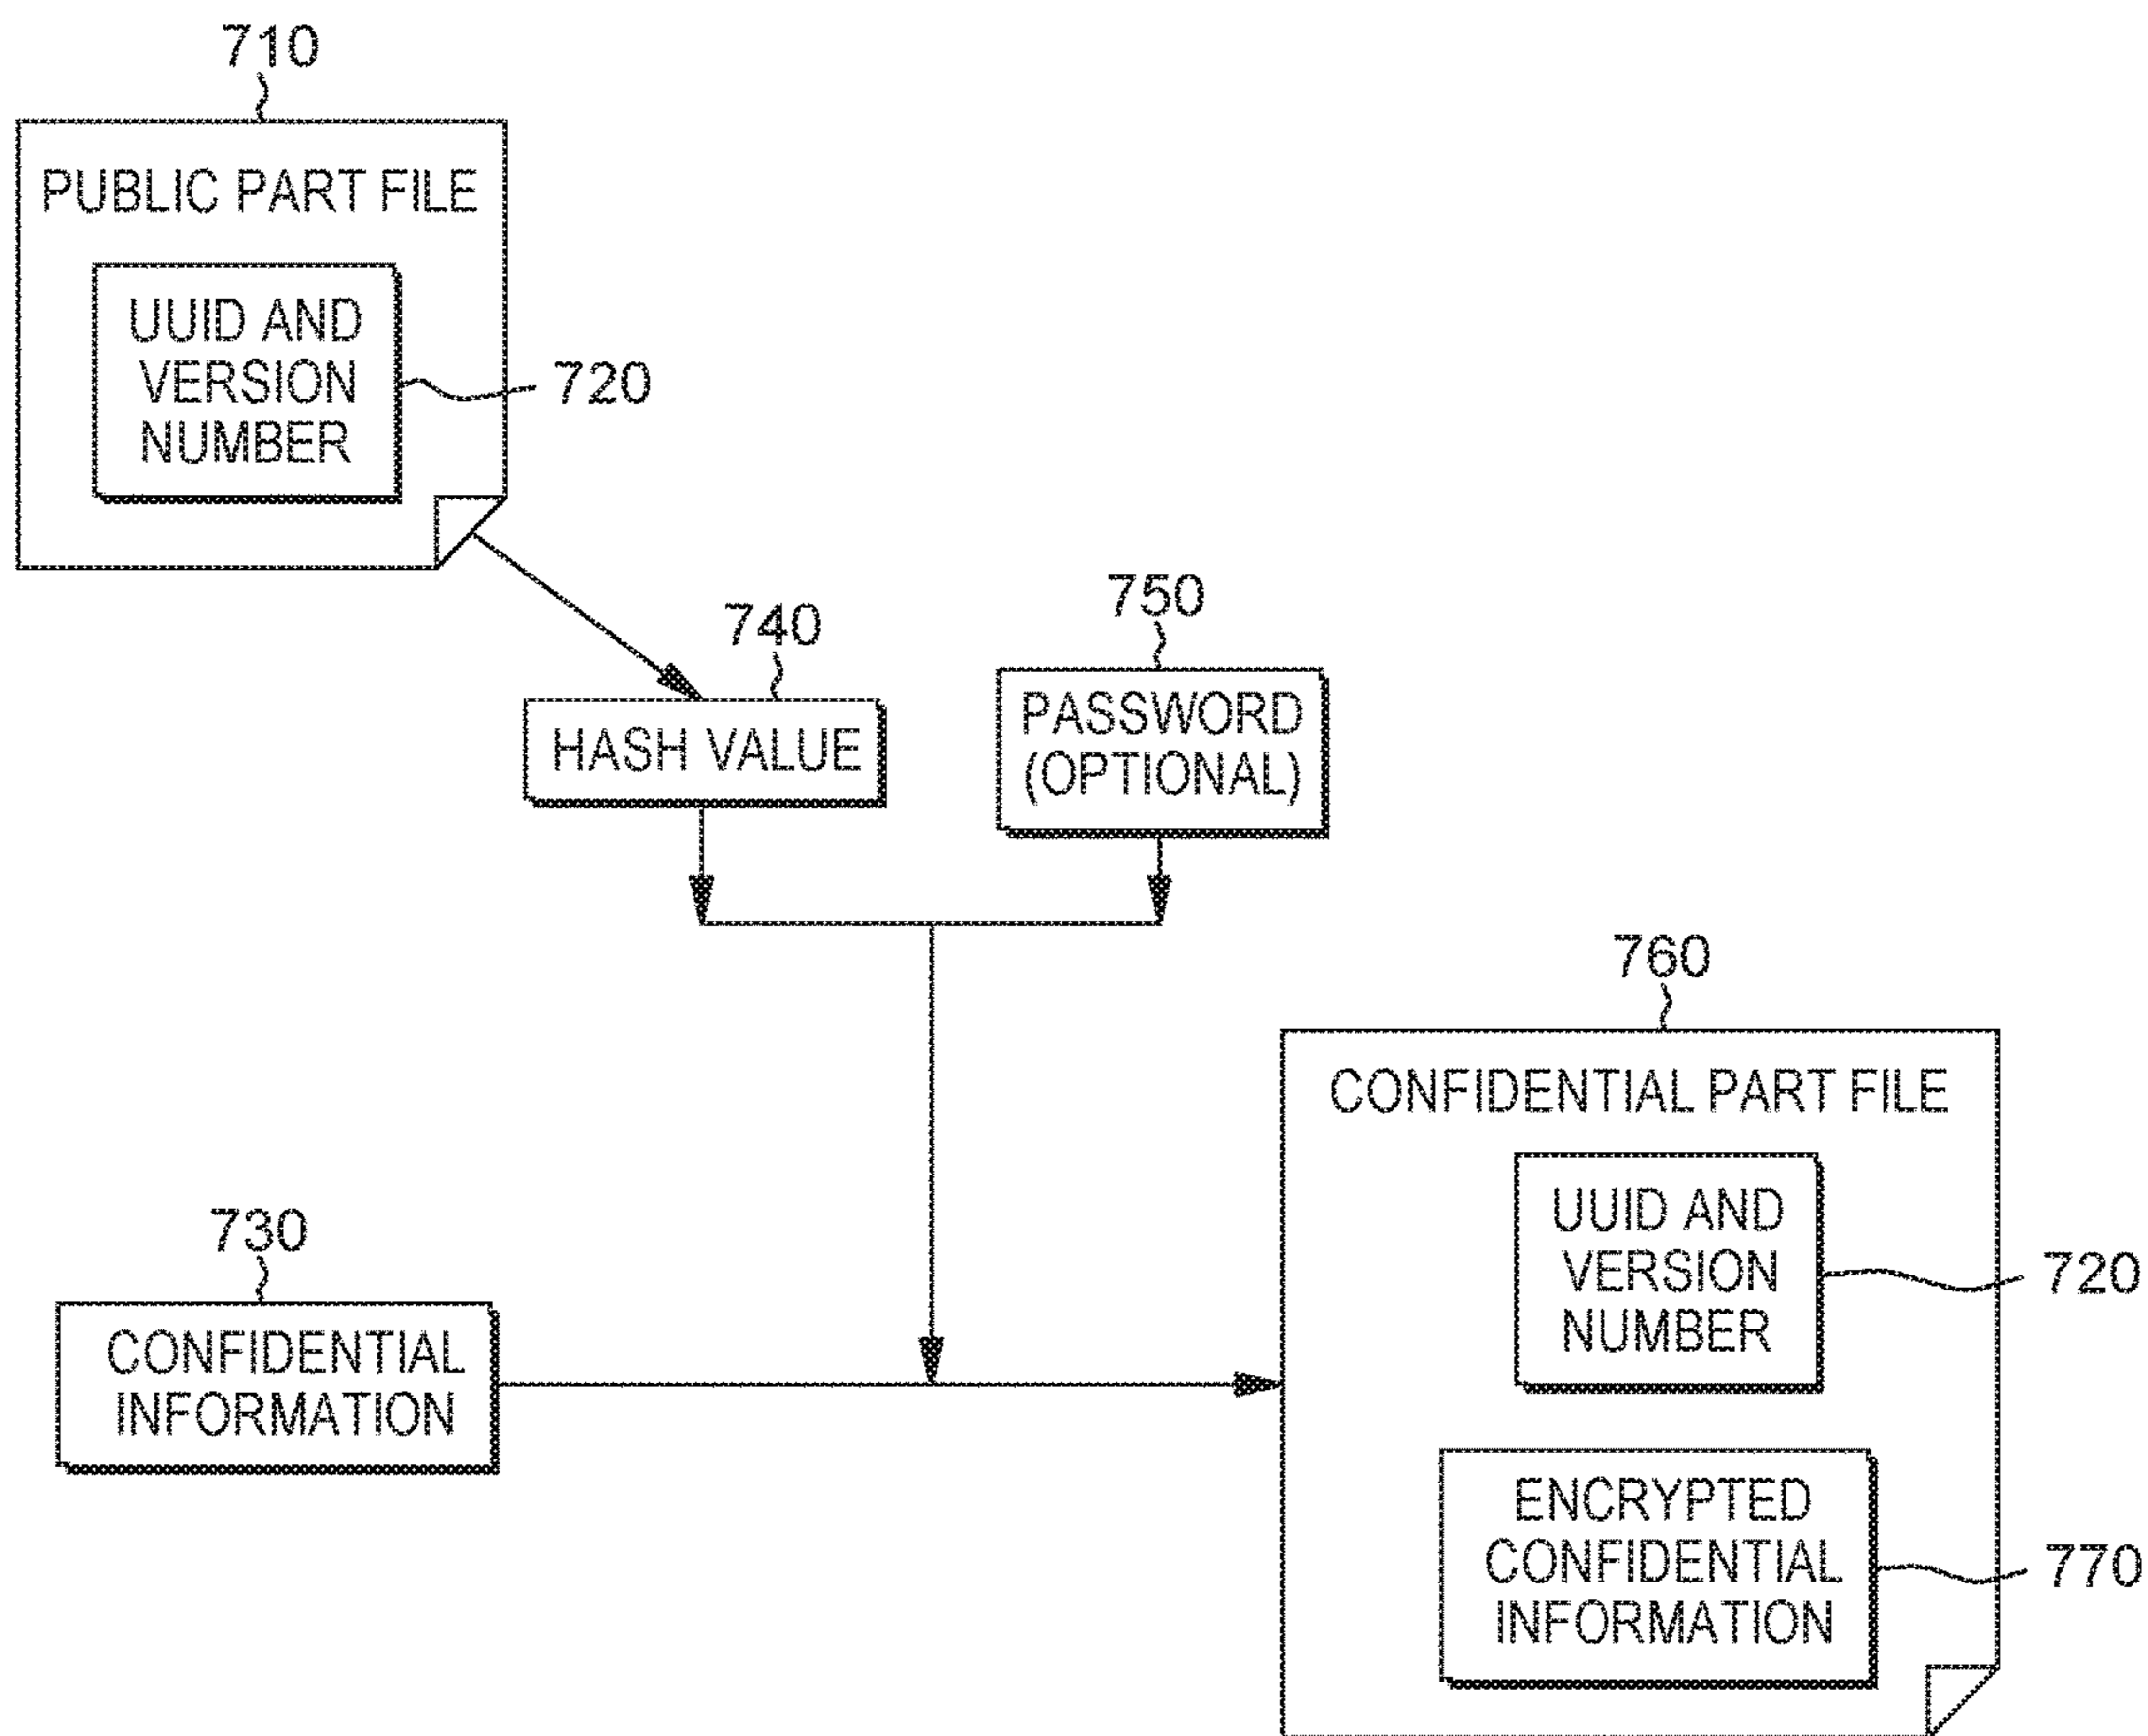 710
PUBLIC PART FILE
UUID AND
VERSION
NUMBER
720
740
HASH VALUE
750
PASSWORD
(OPTIONAL)
760
CONFIDENTIAL PART FILE
UUID AND
VERSION
NUMBER
720
730
CONFIDENTIAL
INFORMATION
ENCRYPTED
CONFIDENTIAL
INFORMATION
770